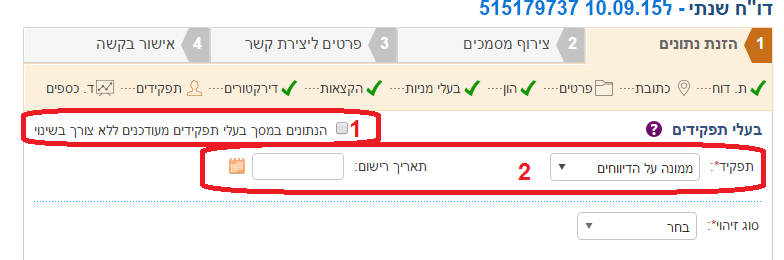 דו"ח שנתי - ל10.09.15 515179737
1 הזנת נתונים 2 צירוף מסמכים 3 פרטים ליצירת קשר 4 אישור בקשה
ת. דוח ···· כתובת ···· פרטים ···· הון ···· בעלי מניות ···· הקצאות ···· דירקטורים ···· תפקידים ···· ד. כספים
בעלי תפקידים ? 1 הנתונים במסך בעלי תפקידים מעודכנים ללא צורך בשינוי
תפקיד*: ממונה על הדיווחים 2 תאריך רישום:
סוג זיהוי*: בחר